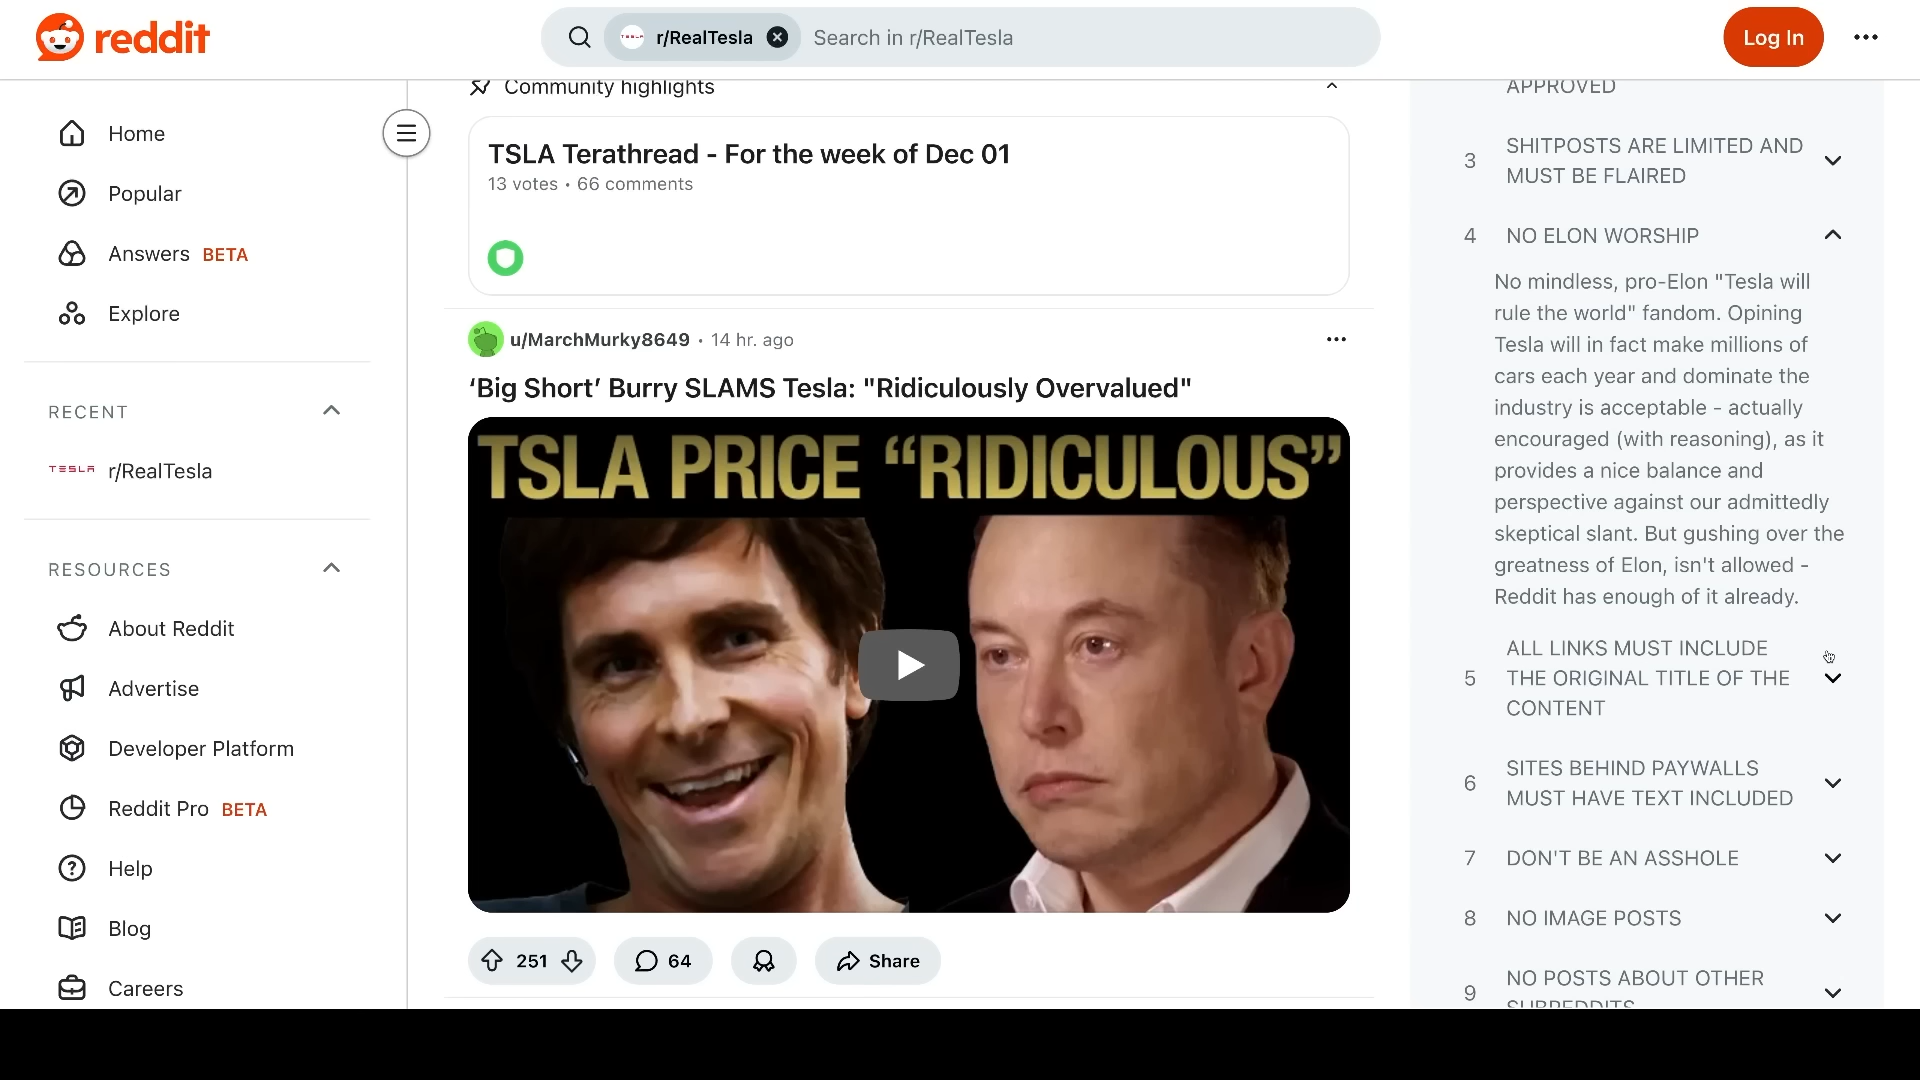 reddit
r/RealTesla
Search in r/RealTesla
Log In
Home
Popular
Answers BETA
Explore
RECENT
TESLA r/RealTesla
RESOURCES
About Reddit
Advertise
Developer Platform
Reddit Pro BETA
Help
Blog
Careers
Community highlights
TSLA Terathread - For the week of Dec 01
13 votes • 66 comments
u/MarchMurky8649 • 14 hr. ago
‘Big Short’ Burry SLAMS Tesla: "Ridiculously Overvalued"
TSLA PRICE “RIDICULOUS”
251
64
Share
APPROVED
3 SHITPOSTS ARE LIMITED AND
MUST BE FLAIRED
4 NO ELON WORSHIP
No mindless, pro-Elon "Tesla will
rule the world" fandom. Opining
Tesla will in fact make millions of
cars each year and dominate the
industry is acceptable - actually
encouraged (with reasoning), as it
provides a nice balance and
perspective against our admittedly
skeptical slant. But gushing over the
greatness of Elon, isn't allowed -
Reddit has enough of it already.
ALL LINKS MUST INCLUDE
5 THE ORIGINAL TITLE OF THE
CONTENT
6 SITES BEHIND PAYWALLS
MUST HAVE TEXT INCLUDED
7 DON'T BE AN ASSHOLE
8 NO IMAGE POSTS
9 NO POSTS ABOUT OTHER
SUBREDDITS